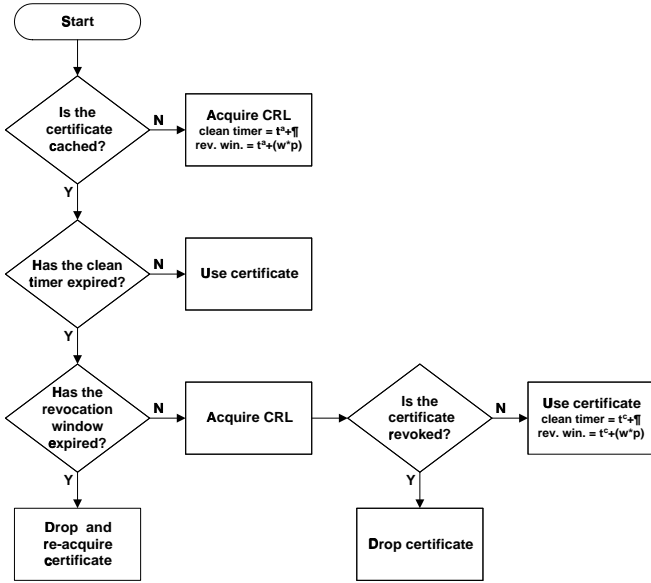 Start
Is the
certificate
cached?
N
Acquire CRL
clean timer = tᵃ+¶
rev. win. = tᵃ+(w*p)
Y
Has the clean
timer expired?
N
Use certificate
Y
Has the
revocation
window
expired?
N
Acquire CRL
Is the
certificate
revoked?
N
Use certificate
clean timer = tᶜ+¶
rev. win. = tᶜ+(w*p)
Y
Y
Drop and
re-acquire
certificate
Drop certificate